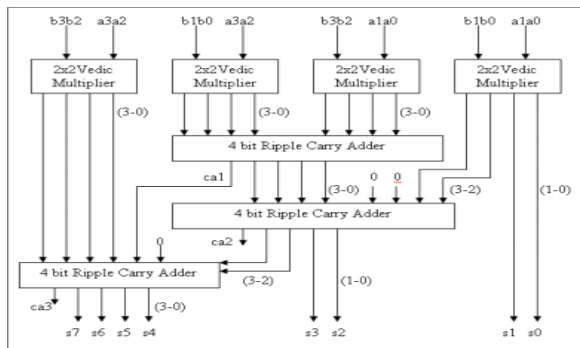 b3b2 a3a2 b1b0 a3a2 b3b2 a1a0 b1b0 a1a0
2x2Vedic Multiplier
2x2Vedic Multiplier
2x2Vedic Multiplier
2x2Vedic Multiplier
(3-0) (3-0) (3-0)
4 bit Ripple Carry Adder
ca1 (3-0) 0 0 (3-2) (1-0)
4 bit Ripple Carry Adder
0 ca2
4 bit Ripple Carry Adder
(3-2) (1-0)
ca3 (3-0)
s7 s6 s5 s4 s3 s2 s1 s0